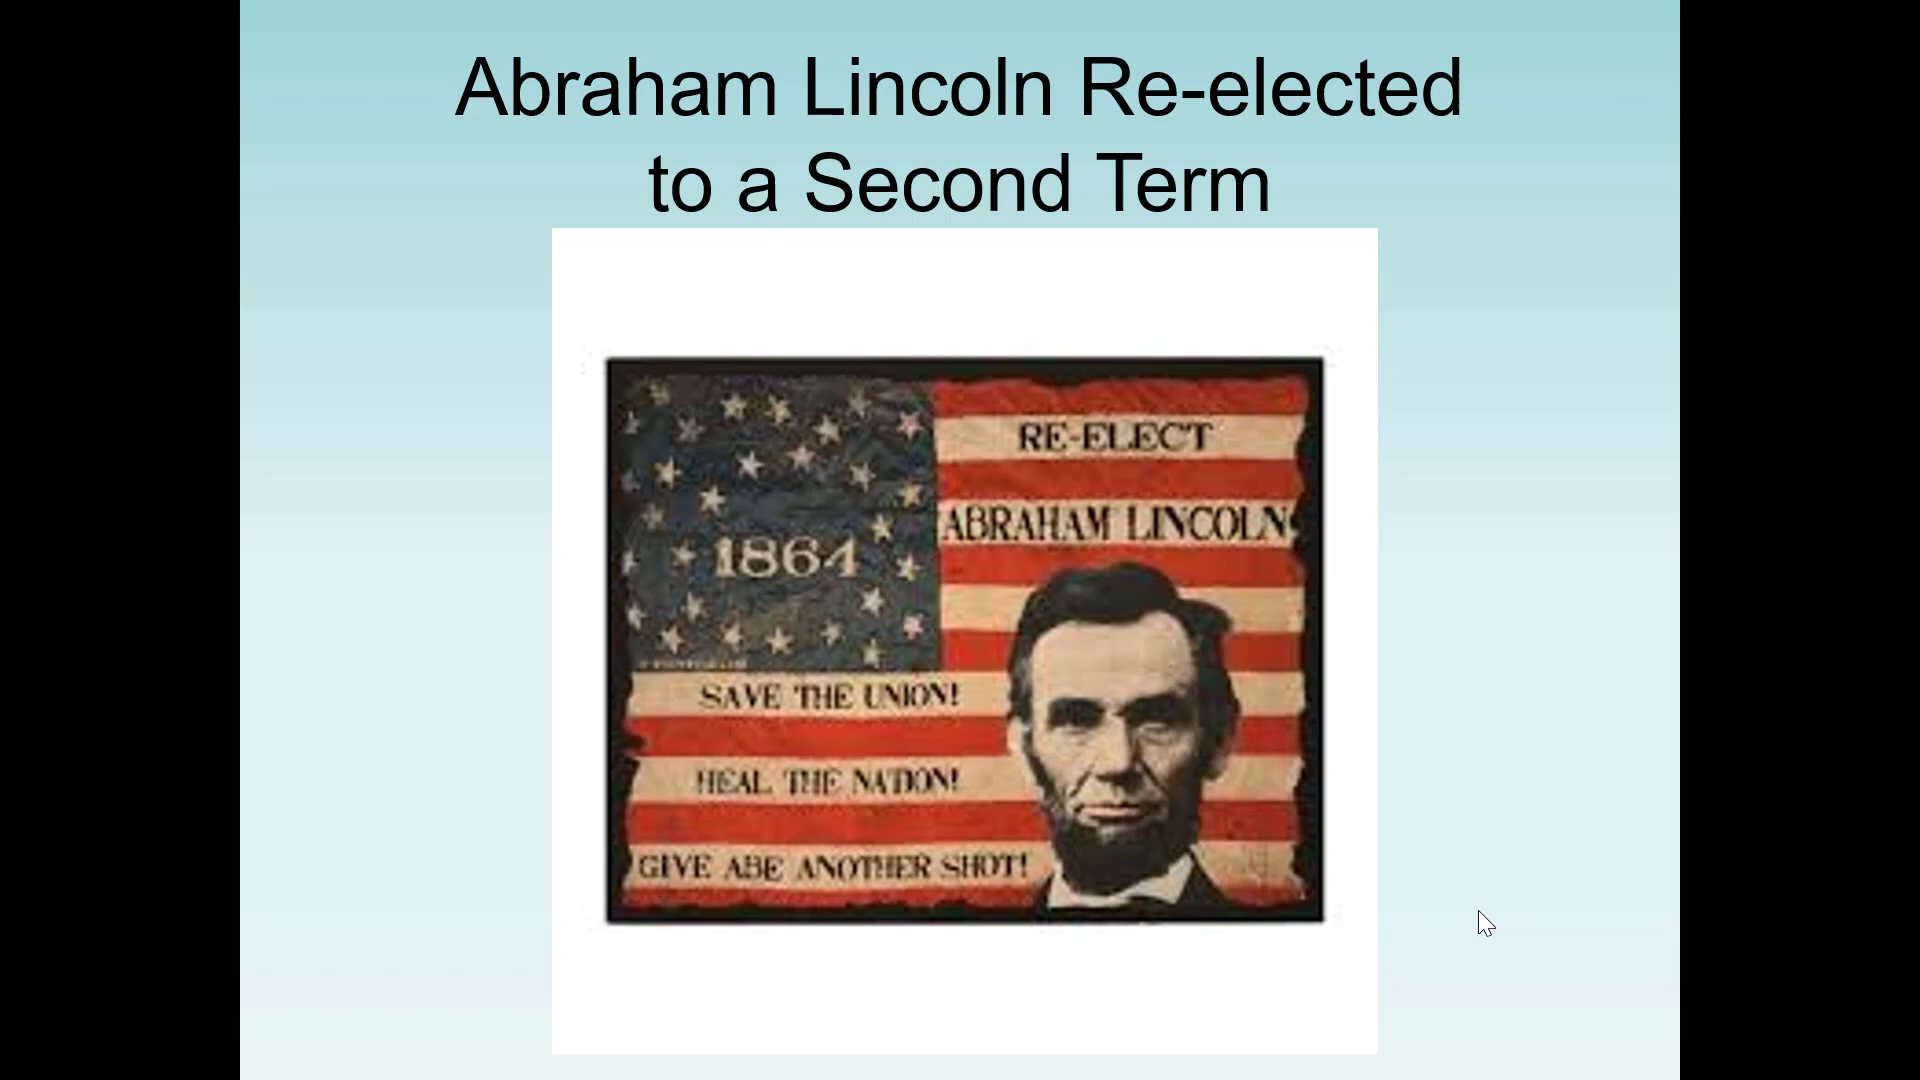 Abraham Lincoln Re-elected
to a Second Term
RE-ELECT
ABRAHAM LINCOLN
1864
SAVE THE UNION!
HEAL THE NATION!
GIVE ABE ANOTHER SHOT!